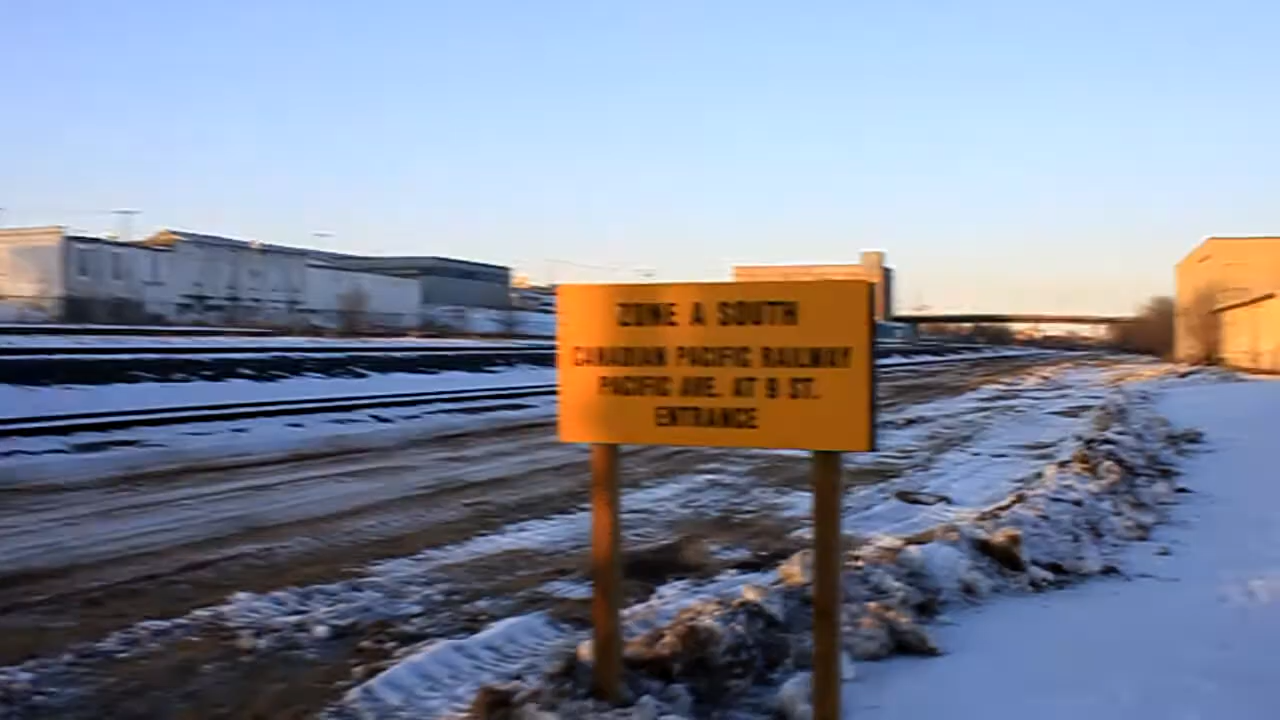 ZONE A SOUTH
CANADIAN PACIFIC RAILWAY
PACIFIC AVE. AT 9 ST.
ENTRANCE